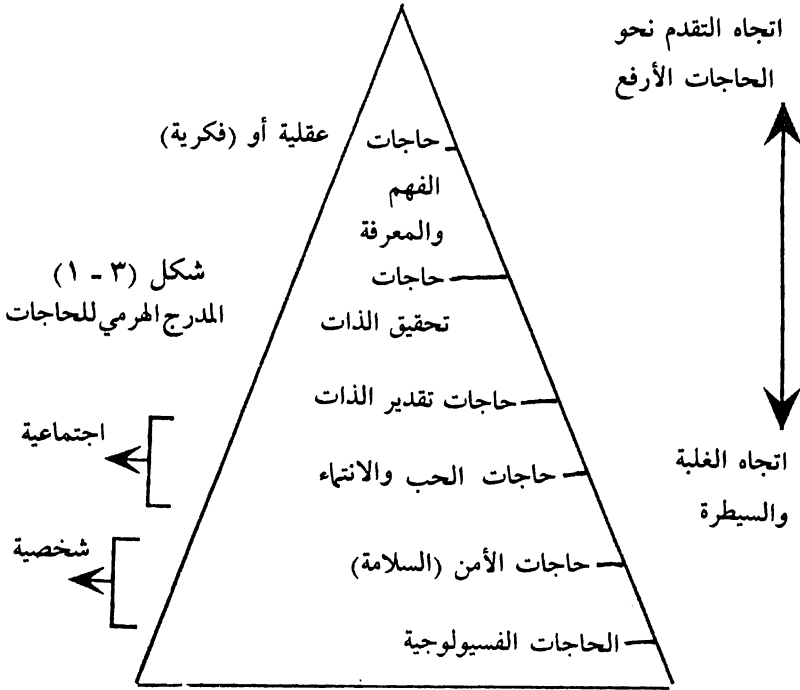 اتجاه التقدم نحو
الحاجات الأرفع
عقلية أو (فكرية)
حاجات
الفهم
والمعرفة
حاجات
تحقيق الذات
شكل (٣ - ١)
المدرج الهرمي للحاجات
حاجات تقدير الذات
اجتماعية
حاجات الحب والانتماء
اتجاه الغلبة
والسيطرة
شخصية
حاجات الأمن (السلامة)
الحاجات الفسيولوجية